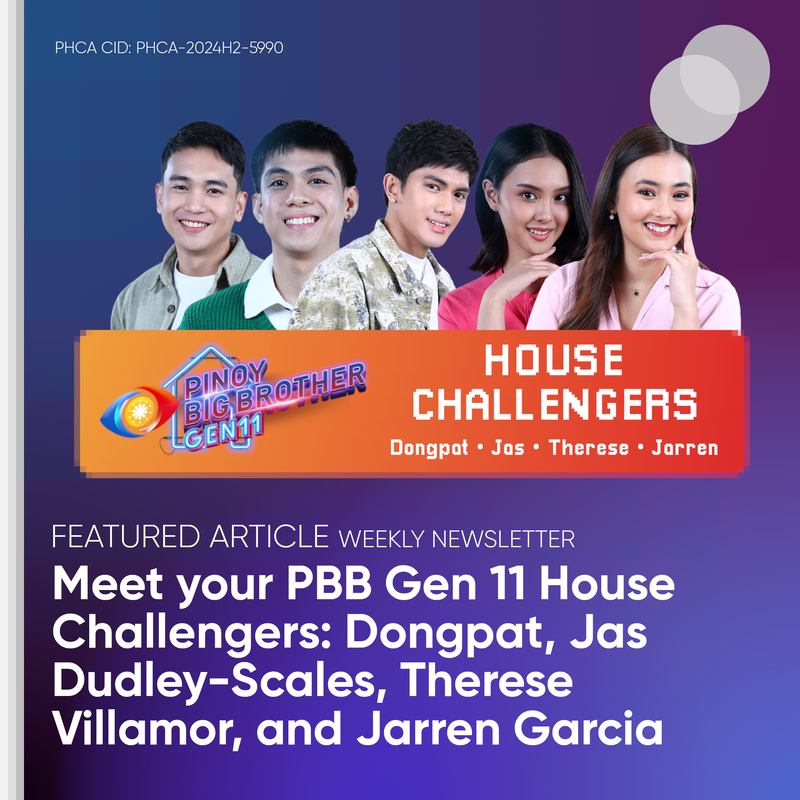 PHCA CID: PHCA-2024H2-5990
PINOY
BIG BROTHER
GEN11
HOUSE
CHALLENGERS
Dongpat • Jas • Therese • Jarren
FEATURED ARTICLE WEEKLY NEWSLETTER
Meet your PBB Gen 11 House
Challengers: Dongpat, Jas
Dudley-Scales, Therese
Villamor, and Jarren Garcia